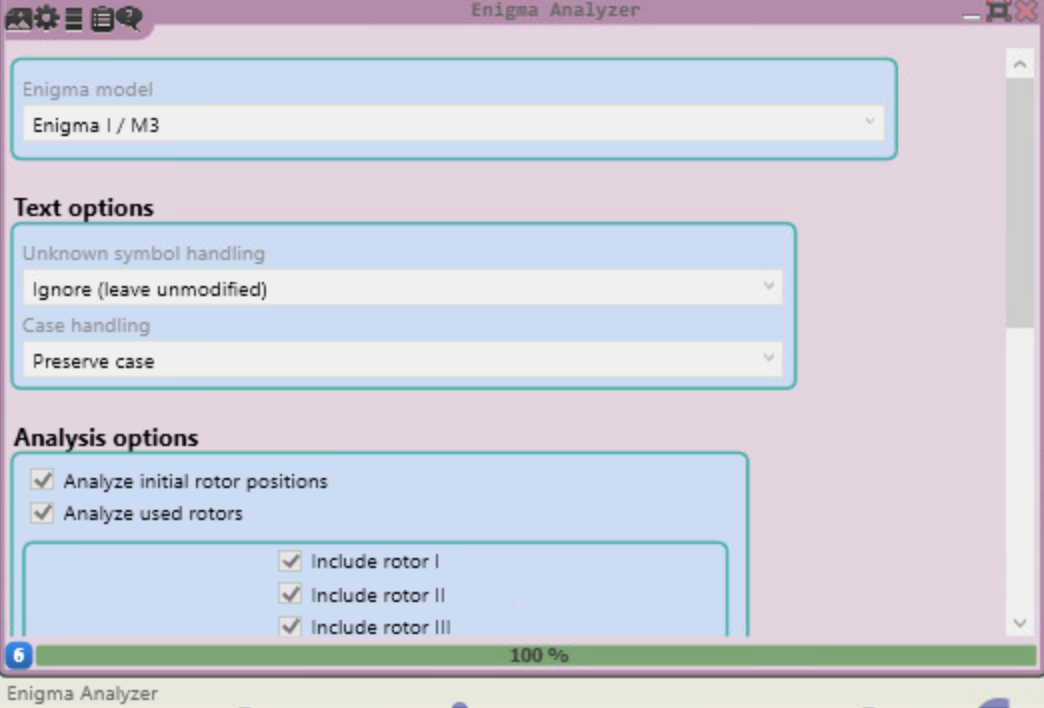 Enigma Analyzer
Enigma model
Enigma I / M3
Text options
Unknown symbol handling
Ignore (leave unmodified)
Case handling
Preserve case
Analysis options
Analyze initial rotor positions
Analyze used rotors
Include rotor I
Include rotor II
Include rotor III
6 100 %
Enigma Analyzer